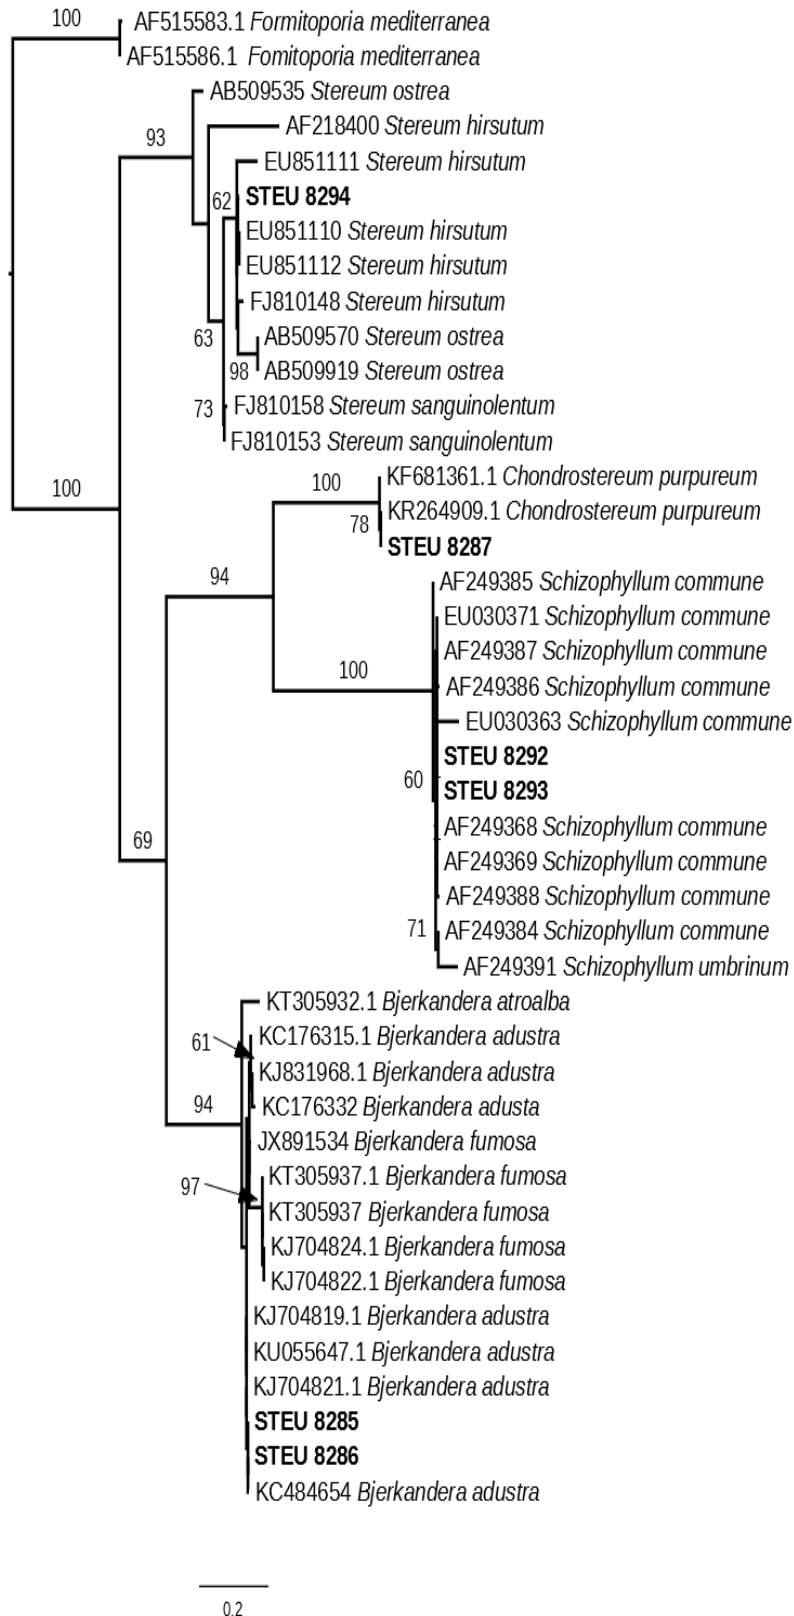 100
AF515583.1 Formitoporia mediterranea
AF515586.1 Fomitoporia mediterranea
AB509535 Stereum ostrea
93
AF218400 Stereum hirsutum
EU851111 Stereum hirsutum
62
STEU 8294
EU851110 Stereum hirsutum
EU851112 Stereum hirsutum
FJ810148 Stereum hirsutum
63
AB509570 Stereum ostrea
98
AB509919 Stereum ostrea
73
FJ810158 Stereum sanguinolentum
FJ810153 Stereum sanguinolentum
100
100
KF681361.1 Chondrostereum purpureum
78
KR264909.1 Chondrostereum purpureum
STEU 8287
94
AF249385 Schizophyllum commune
EU030371 Schizophyllum commune
AF249387 Schizophyllum commune
100
AF249386 Schizophyllum commune
EU030363 Schizophyllum commune
STEU 8292
60
STEU 8293
69
AF249368 Schizophyllum commune
AF249369 Schizophyllum commune
AF249388 Schizophyllum commune
71
AF249384 Schizophyllum commune
AF249391 Schizophyllum umbrinum
KT305932.1 Bjerkandera atroalba
61
KC176315.1 Bjerkandera adustra
KJ831968.1 Bjerkandera adustra
94
KC176332 Bjerkandera adusta
JX891534 Bjerkandera fumosa
97
KT305937.1 Bjerkandera fumosa
KT305937 Bjerkandera fumosa
KJ704824.1 Bjerkandera fumosa
KJ704822.1 Bjerkandera fumosa
KJ704819.1 Bjerkandera adustra
KU055647.1 Bjerkandera adustra
KJ704821.1 Bjerkandera adustra
STEU 8285
STEU 8286
KC484654 Bjerkandera adustra
0.2